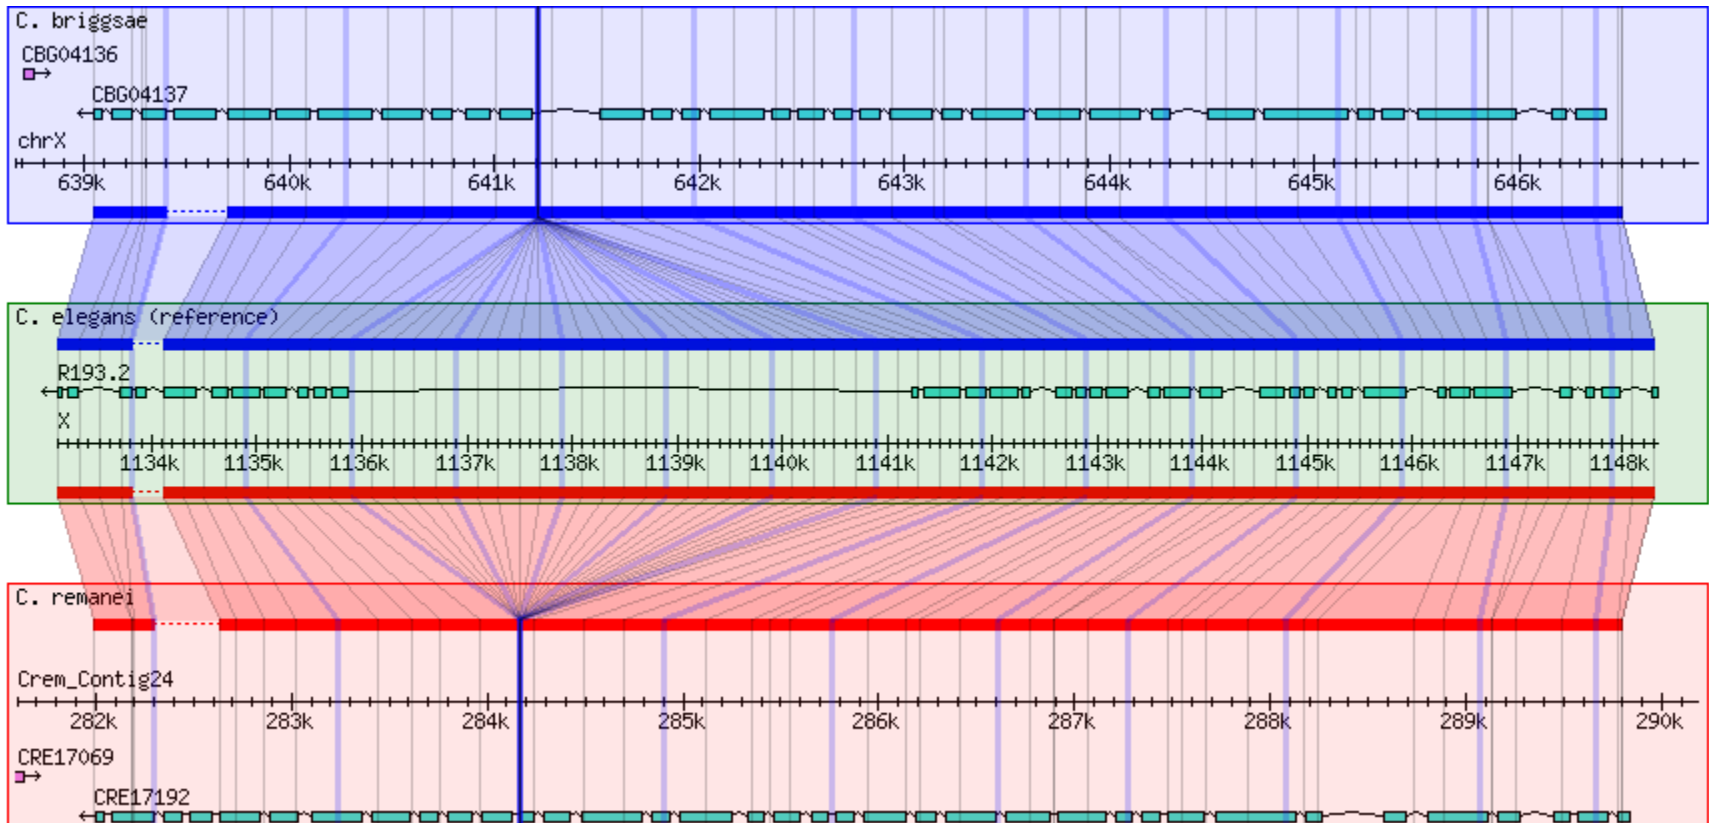 C. briggsae
CBG04136
CBG04137
chrX
639k 640k 641k 642k 643k 644k 645k 646k
C. elegans (reference)
R193.2
X
1134k 1135k 1136k 1137k 1138k 1139k 1140k 1141k 1142k 1143k 1144k 1145k 1146k 1147k 1148k
C. remanei
Crem_Contig24
282k 283k 284k 285k 286k 287k 288k 289k 290k
CRE17069
CRE17192